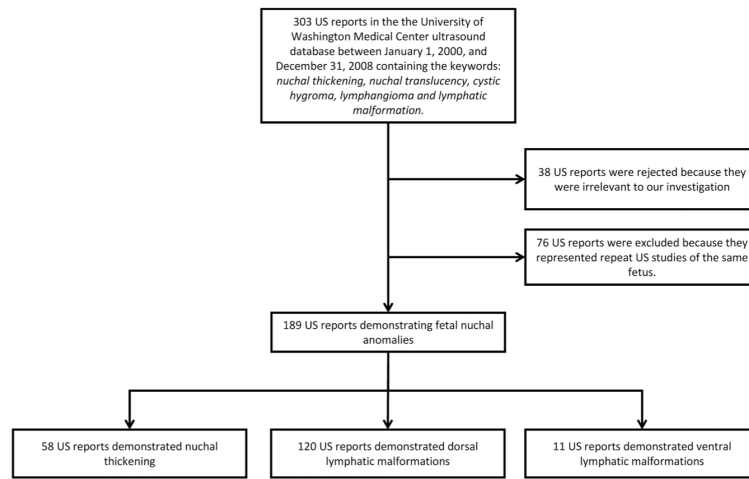 303 US reports in the the University of
Washington Medical Center ultrasound
database between January 1, 2000, and
December 31, 2008 containing the keywords:
nuchal thickening, nuchal translucency, cystic
hygroma, lymphangioma and lymphatic
malformation.
38 US reports were rejected because they
were irrelevant to our investigation
76 US reports were excluded because they
represented repeat US studies of the same
fetus.
189 US reports demonstrating fetal nuchal
anomalies
58 US reports demonstrated nuchal
thickening
120 US reports demonstrated dorsal
lymphatic malformations
11 US reports demonstrated ventral
lymphatic malformations